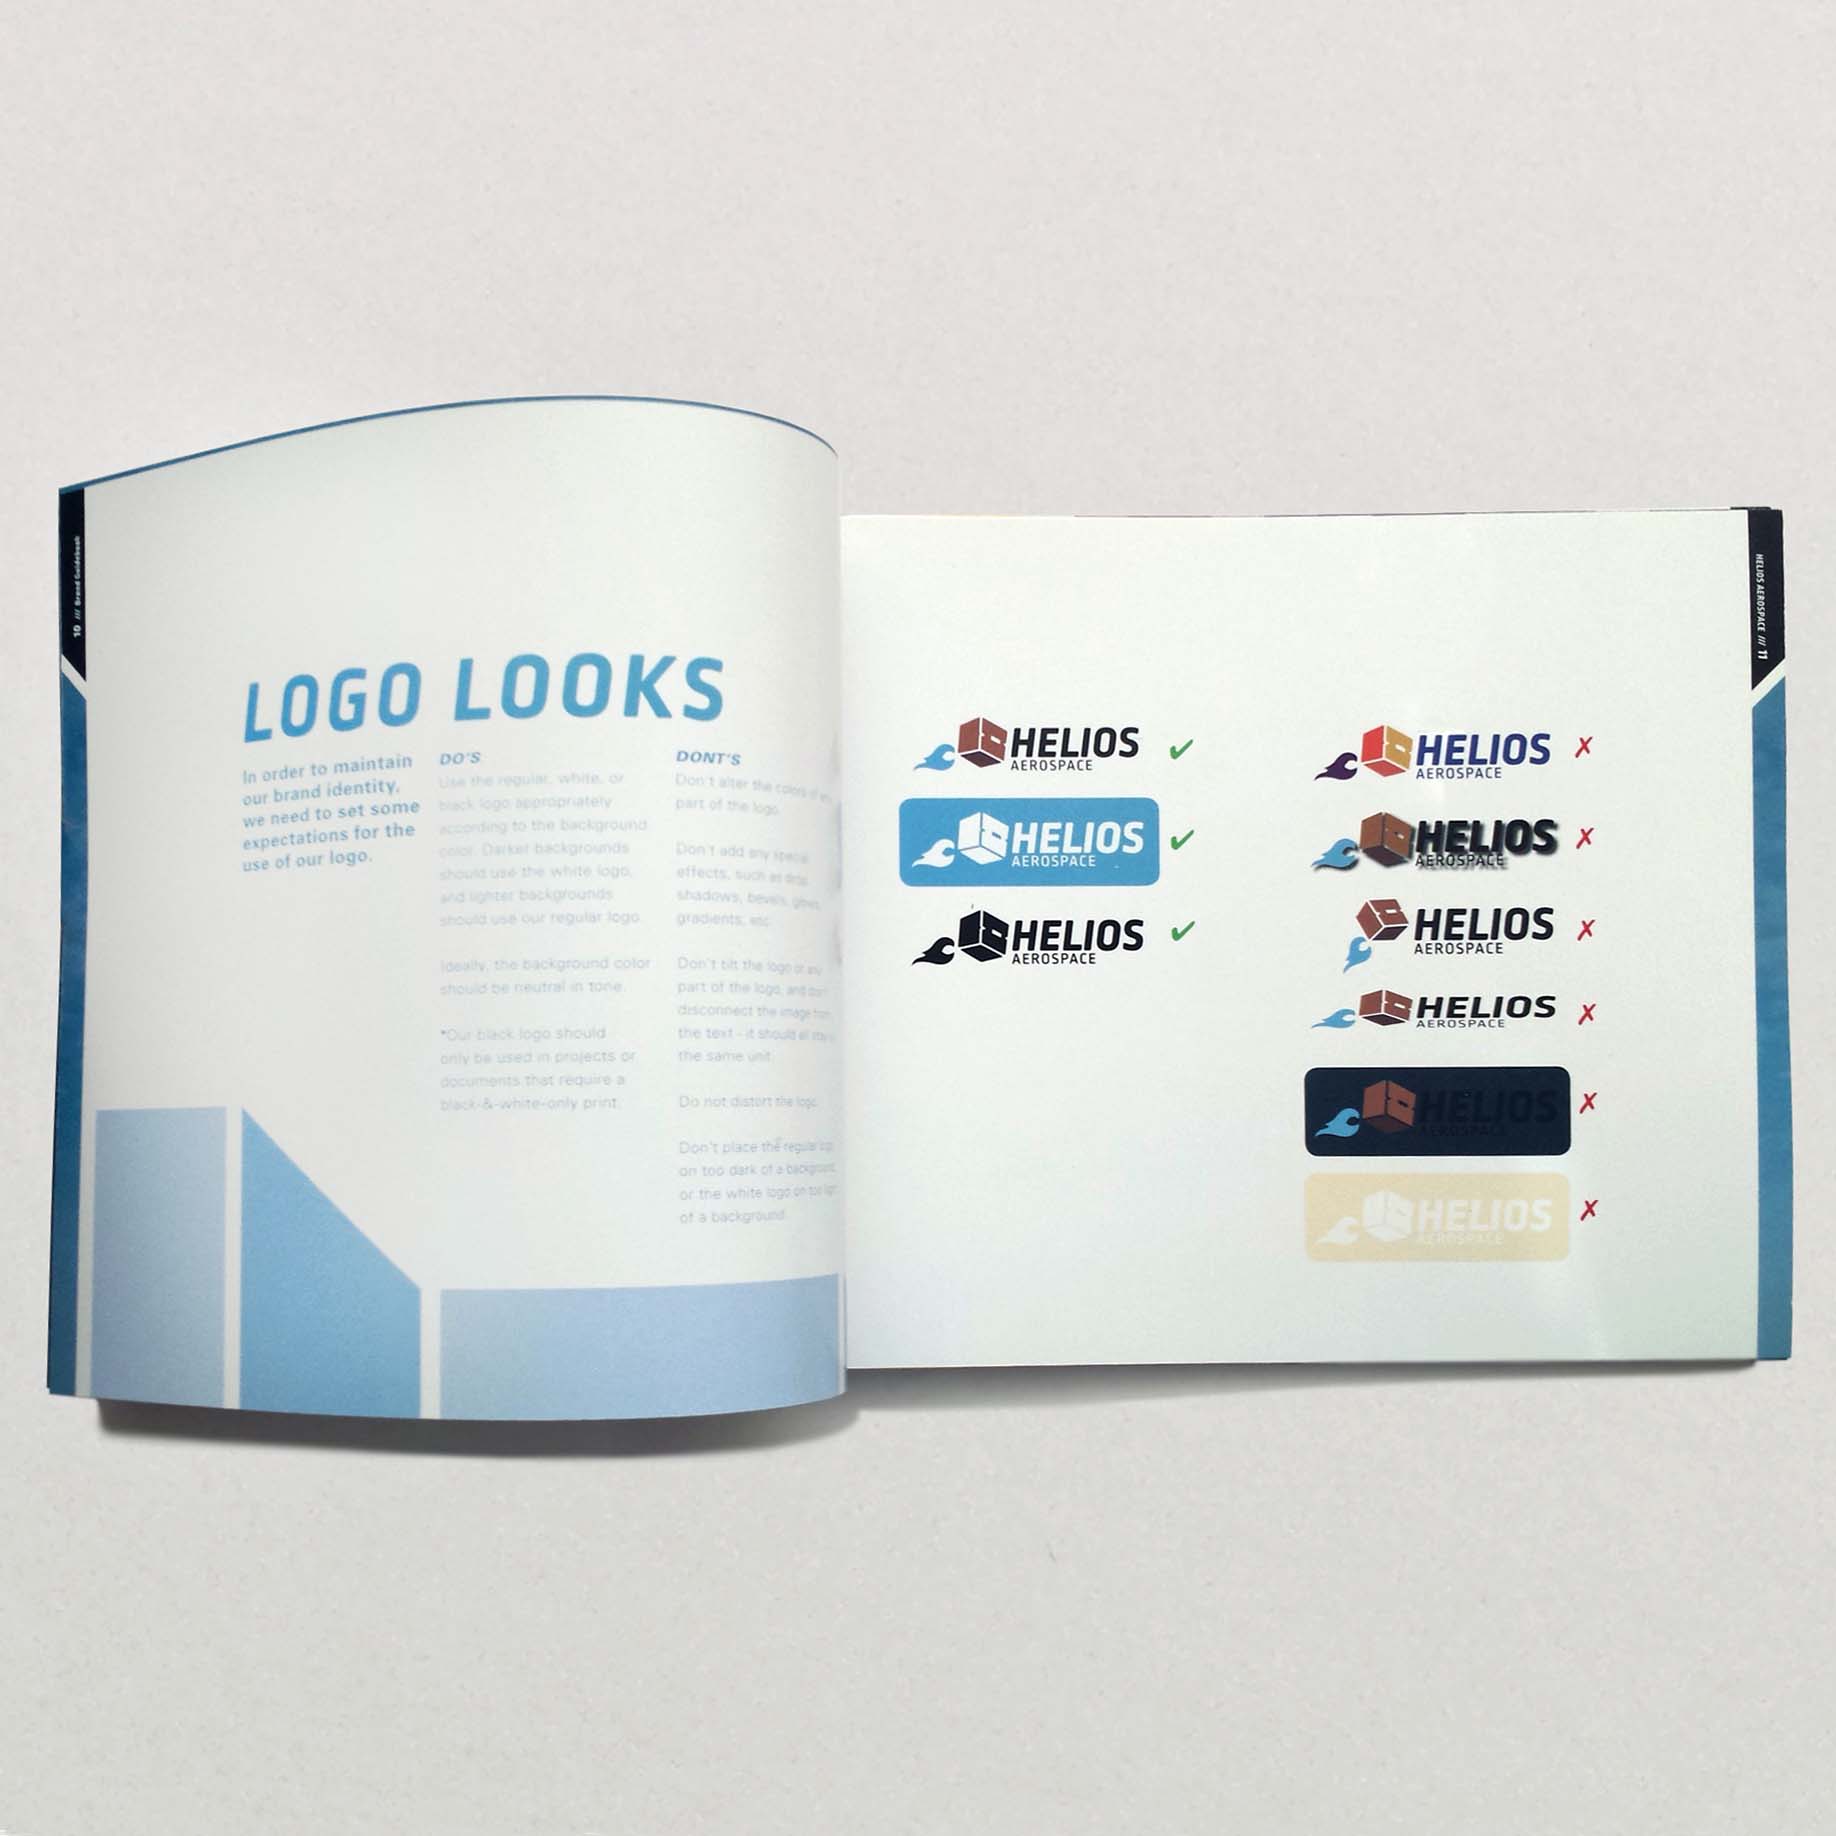 10 /// Brand Guidebook
LOGO LOOKS
In order to maintain
our brand identity,
we need to set some
expectations for the
use of our logo.
DO'S
Use the regular, white, or
black logo appropriately
according to the background
color. Darker backgrounds
should use the white logo,
and lighter backgrounds
should use our regular logo.
Ideally, the background color
should be neutral in tone.
*Our black logo should
only be used in projects or
documents that require a
black-&-white-only print.
DONT'S
Don't alter the colors of any
part of the logo.
Don't add any special
effects, such as drop
shadows, bevels, glows,
gradients, etc.
Don't tilt the logo or any
part of the logo, and don't
disconnect the image from
the text - it should all stay in
the same unit.
Do not distort the logo.
Don't place the regular logo
on too dark of a background,
or the white logo on too light
of a background.
HELIOS AEROSPACE /// 11
HELIOS
AEROSPACE
HELIOS
AEROSPACE
HELIOS
AEROSPACE
HELIOS
AEROSPACE
HELIOS
AEROSPACE
HELIOS
AEROSPACE
HELIOS
AEROSPACE
HELIOS
AEROSPACE
HELIOS
AEROSPACE